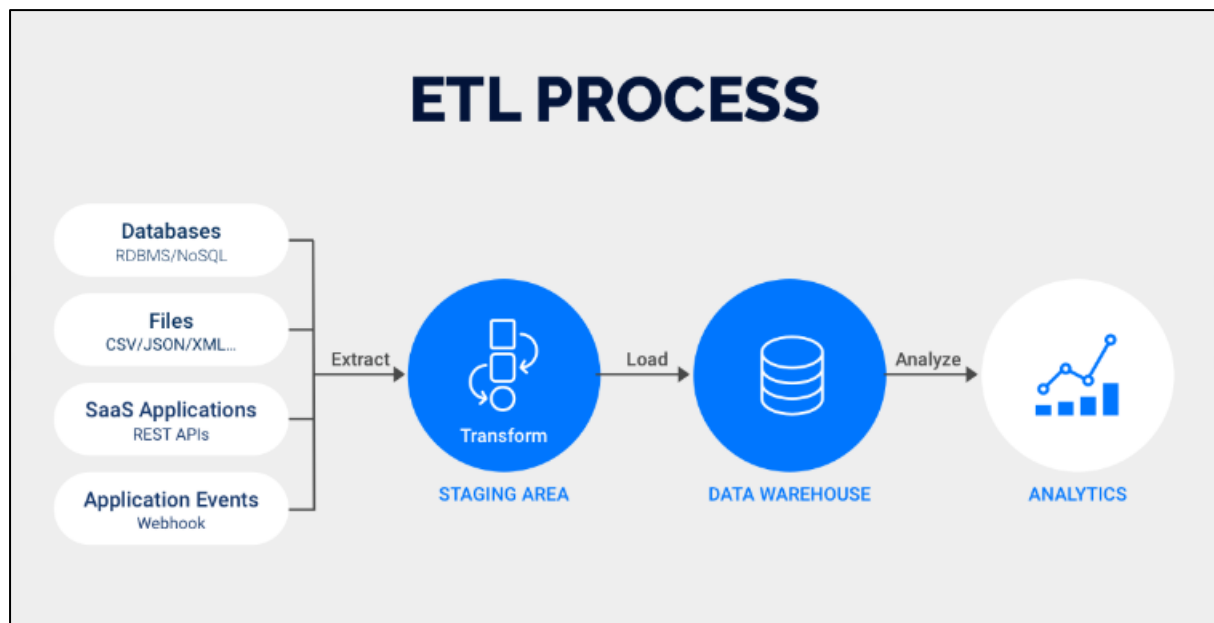 ETL PROCESS
Databases
RDBMS/NoSQL
Files
CSV/JSON/XML...
SaaS Applications
REST APIs
Application Events
Webhook
Extract
Transform
STAGING AREA
Load
DATA WAREHOUSE
Analyze
ANALYTICS